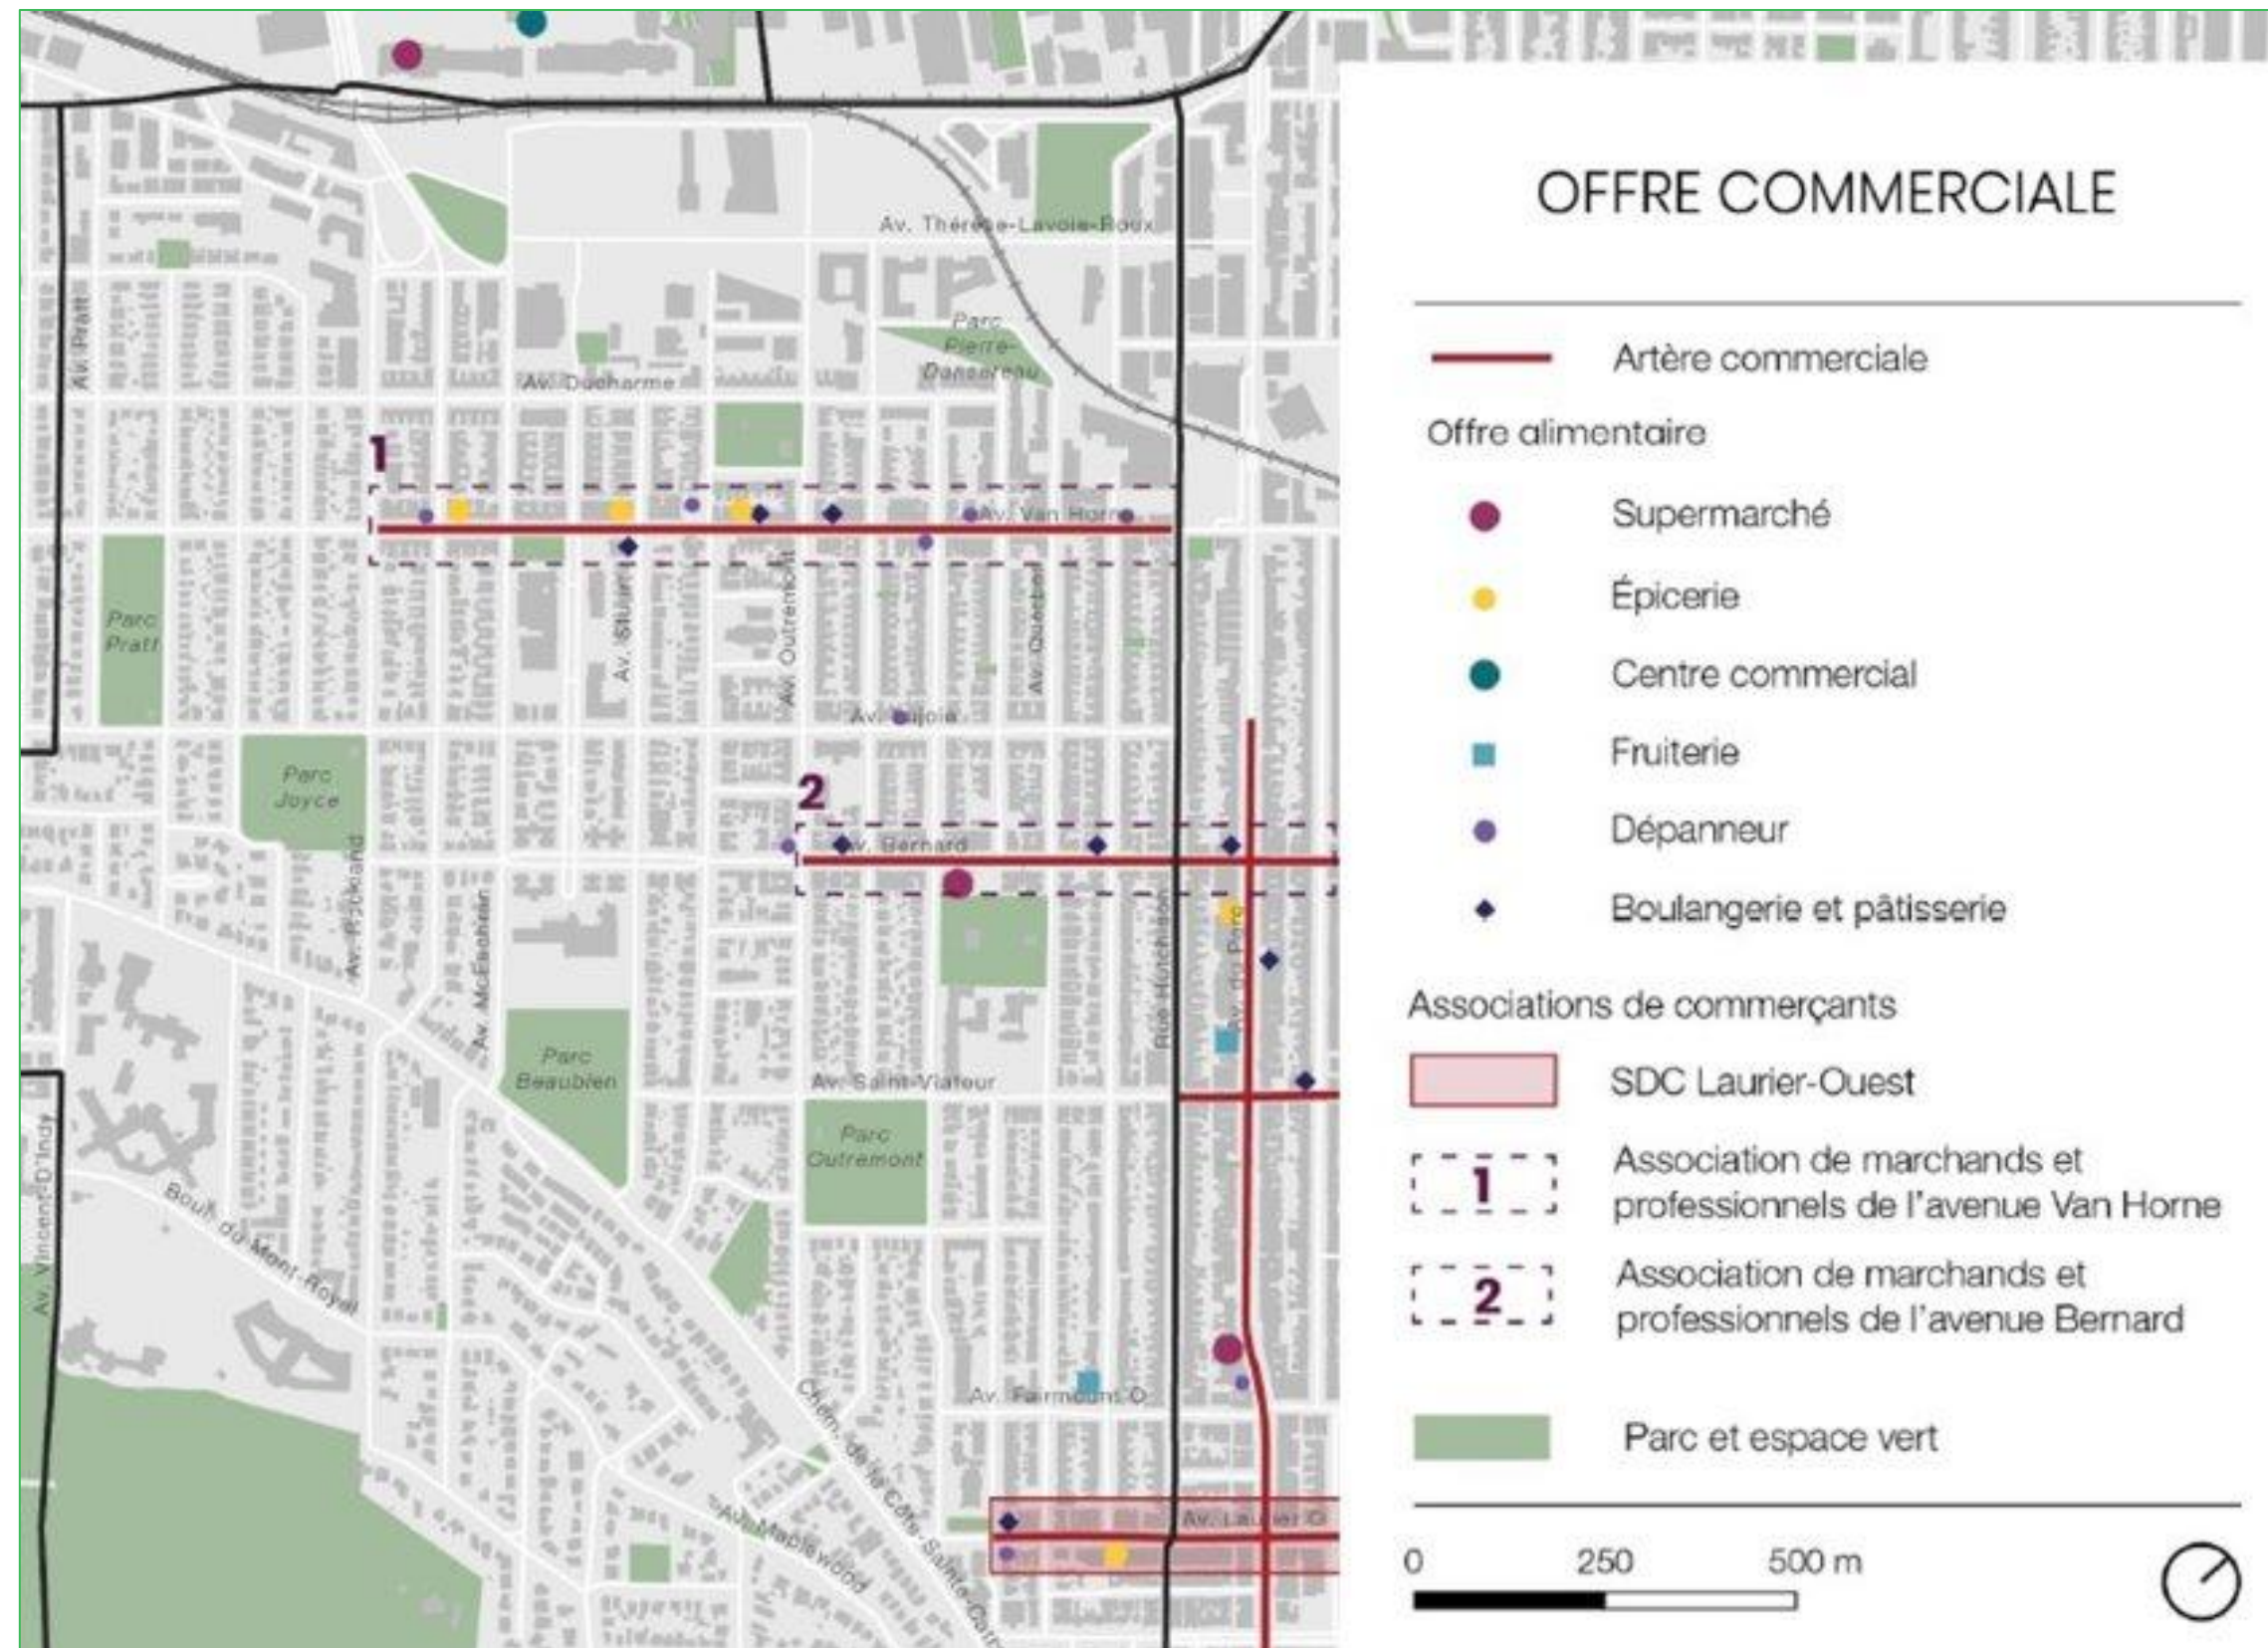 OFFRE COMMERCIALE
Artère commerciale
Offre alimentaire
Supermarché
Épicerie
Centre commercial
Fruiterie
Dépanneur
Boulangerie et pâtisserie
Associations de commerçants
SDC Laurier-Ouest
1
Association de marchands et
professionnels de l'avenue Van Horne
2
Association de marchands et
professionnels de l'avenue Bernard
Parc et espace vert
0 250 500 m
Av. Thérèse-Lavoie-Roux
Av. Pratt
Parc
Pierre-
Dansereau
Av. Ducharme
1
Av. Van Horne
Parc
Pratt
Av. Stuart
Av. Outremont
Av. Querbes
Av. Lajoie
Parc
Joyce
2
Av. Bernard
Av. Rockland
Av. McEachran
Rue Hutchison
Av. du Parc
Parc
Beaubien
Av. Saint-Viateur
Parc
Outremont
Av. Vincent-D'Indy
Boul. du Mont-Royal
Av. Fairmount O
Chem. de la Côte-Sainte-Cath
Av. Maplewood
Av. Laurier O